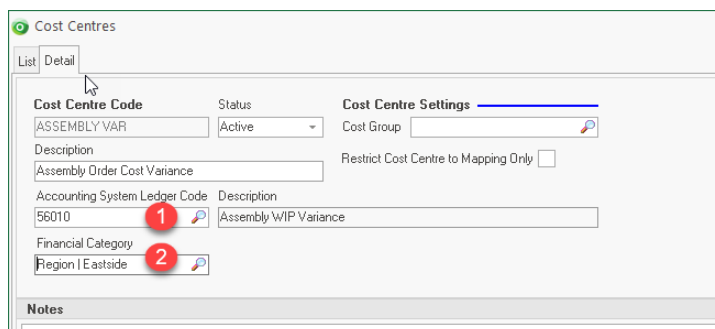 Cost Centres
List Detail
Cost Centre Code Status Cost Centre Settings
ASSEMBLY VAR Active Cost Group
Description Restrict Cost Centre to Mapping Only
Assembly Order Cost Variance
Accounting System Ledger Code Description
56010 1 Assembly WIP Variance
Financial Category
Region | Eastside 2
Notes